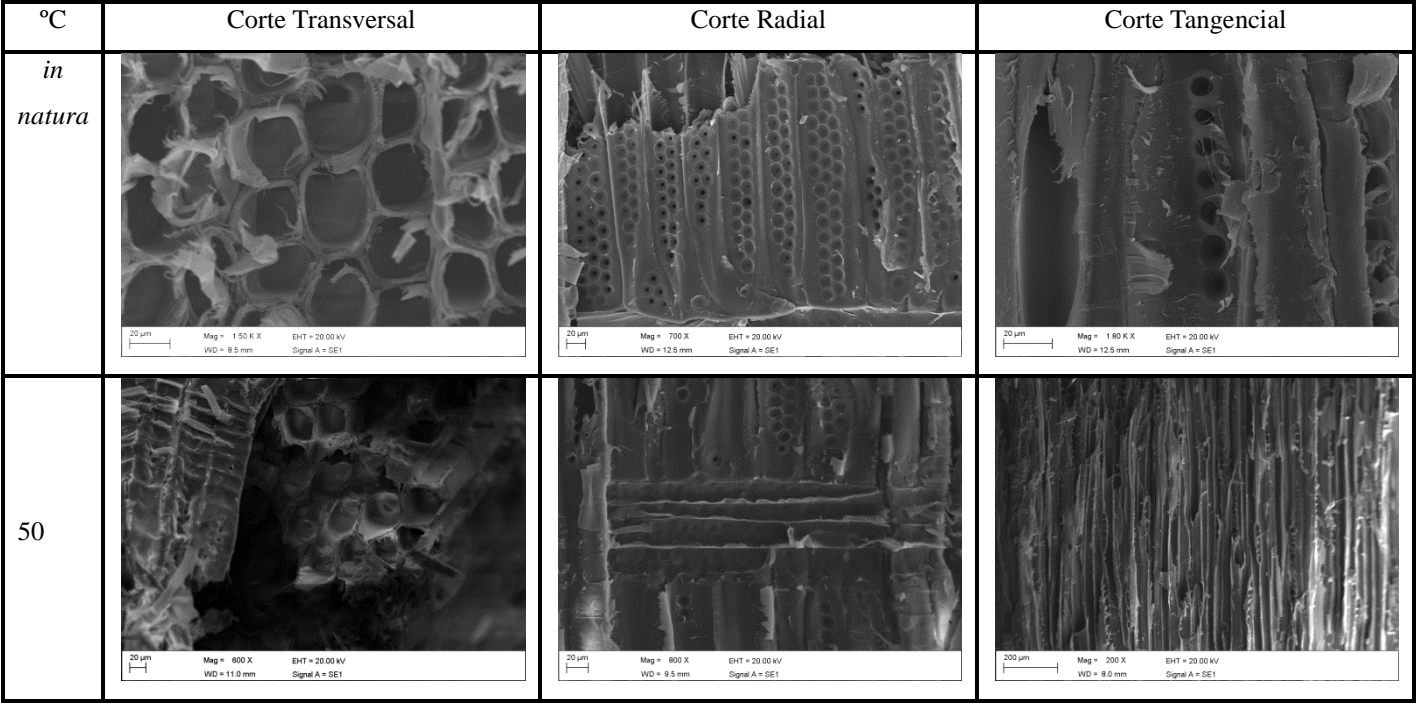 ºC
Corte Transversal
Corte Radial
Corte Tangencial
in
natura
20 µm
Mag = 1.50 K X
EHT = 20.00 kV
WD = 8.5 mm
Signal A = SE1
20 µm
Mag = 700 X
EHT = 20.00 kV
WD = 12.5 mm
Signal A = SE1
20 µm
Mag = 1.80 K X
EHT = 20.00 kV
WD = 12.5 mm
Signal A = SE1
50
20 µm
Mag = 600 X
EHT = 20.00 kV
WD = 11.0 mm
Signal A = SE1
20 µm
Mag = 800 X
EHT = 20.00 kV
WD = 9.5 mm
Signal A = SE1
200 µm
Mag = 200 X
EHT = 20.00 kV
WD = 8.0 mm
Signal A = SE1